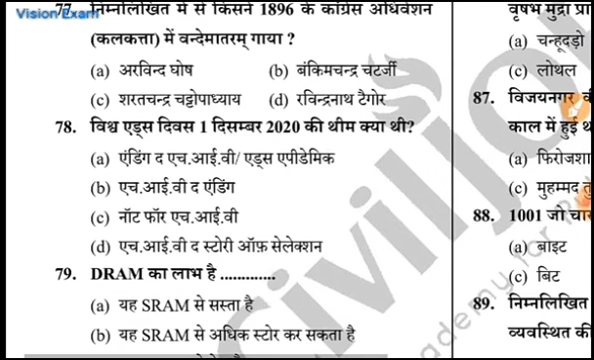 Vision Exam
77. निम्नलिखित में से किसने 1896 के कांग्रेस अधिवेशन
(कलकत्ता) में वन्देमातरम् गाया ?
(a) अरविन्द घोष (b) बंकिमचन्द्र चटर्जी
(c) शरतचन्द्र चट्टोपाध्याय (d) रविन्द्रनाथ टैगोर
78. विश्व एड्स दिवस 1 दिसम्बर 2020 की थीम क्या थी?
(a) एंडिंग द एच.आई.वी/ एड्स एपीडेमिक
(b) एच.आई.वी द एंडिंग
(c) नॉट फॉर एच.आई.वी
(d) एच.आई.वी द स्टोरी ऑफ़ सेलेक्शन
79. DRAM का लाभ है .............
(a) यह SRAM से सस्ता है
(b) यह SRAM से अधिक स्टोर कर सकता है
वृषभ मुद्रा
(a) चन्हूदड़ो
(c) लोथल
87. विजयनगर
काल में हुई
(a) फिरोजशा
(c) मुहम्मद
88. 1001 जो
(a) बाइट
(c) बिट
89. निम्नलिखित
व्यवस्थित की
Civiljo